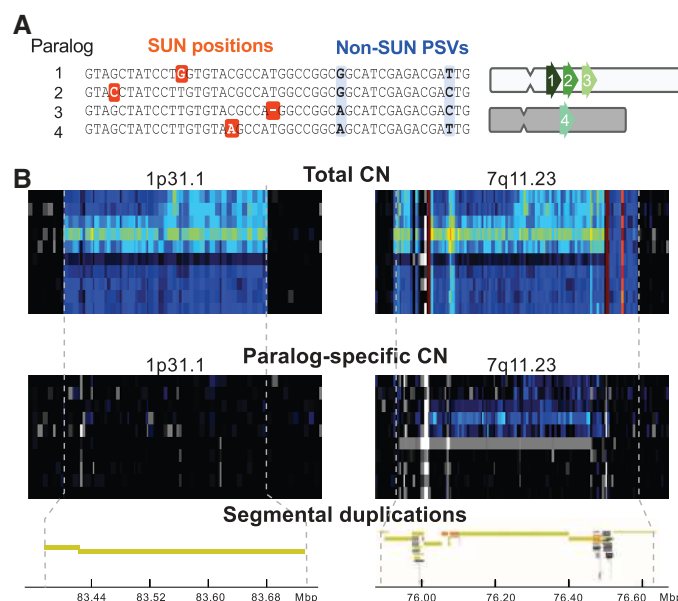 A
Paralog SUN positions Non-SUN PSVs
1 GTAGCTATCCTGGTGTACGCCATGGCCGGCGGCATCGAGACGATTG
2 GTACCTATCCTTGTGTACGCCATGGCCGGCGGCATCGAGACGACTG
3 GTAGCTATCCTTGTGTACGCCA-GGCCGGCAGCATCGAGACGACTG
4 GTAGCTATCCTTGTGTAAGCCATGGCCGGCAGCATCGAGACGATTG
1 2 3
4
B
Total CN
1p31.1 7q11.23
Paralog-specific CN
1p31.1 7q11.23
Segmental duplications
83.44 83.52 83.60 83.68 Mbp
76.00 76.20 76.40 76.60 Mbp